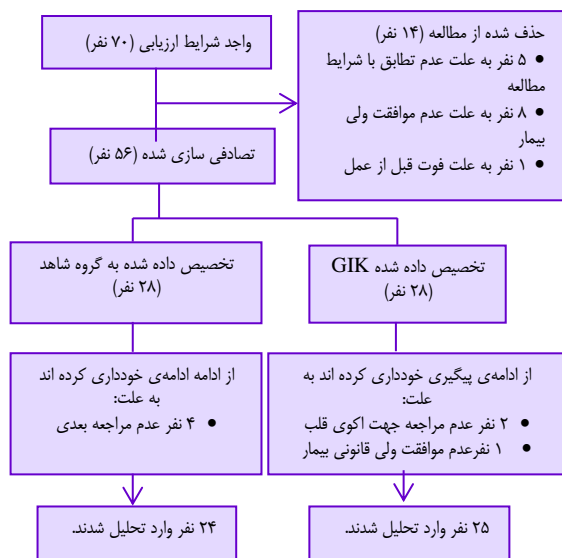 واجد شرایط ارزیابی (۷۰ نفر)
حذف شده از مطالعه (۱۴ نفر)
● ۵ نفر به علت عدم تطابق با شرایط
مطالعه
● ۸ نفر به علت عدم موافقت ولی
بیمار
● ۱ نفر به علت فوت قبل از عمل
تصادفی سازی شده (۵۶ نفر)
تخصیص داده شده GIK
(۲۸ نفر)
تخصیص داده شده به گروه شاهد
(۲۸ نفر)
از ادامه‌ی پیگیری خودداری کرده اند به
علت:
● ۲ نفر عدم مراجعه جهت اکوی قلب
● ۱ نفرعدم موافقت ولی قانونی بیمار
از ادامه ادامه‌ی خودداری کرده اند
به علت:
● ۴ نفر عدم مراجعه بعدی
۲۵ نفر وارد تحلیل شدند.
۲۴ نفر وارد تحلیل شدند.